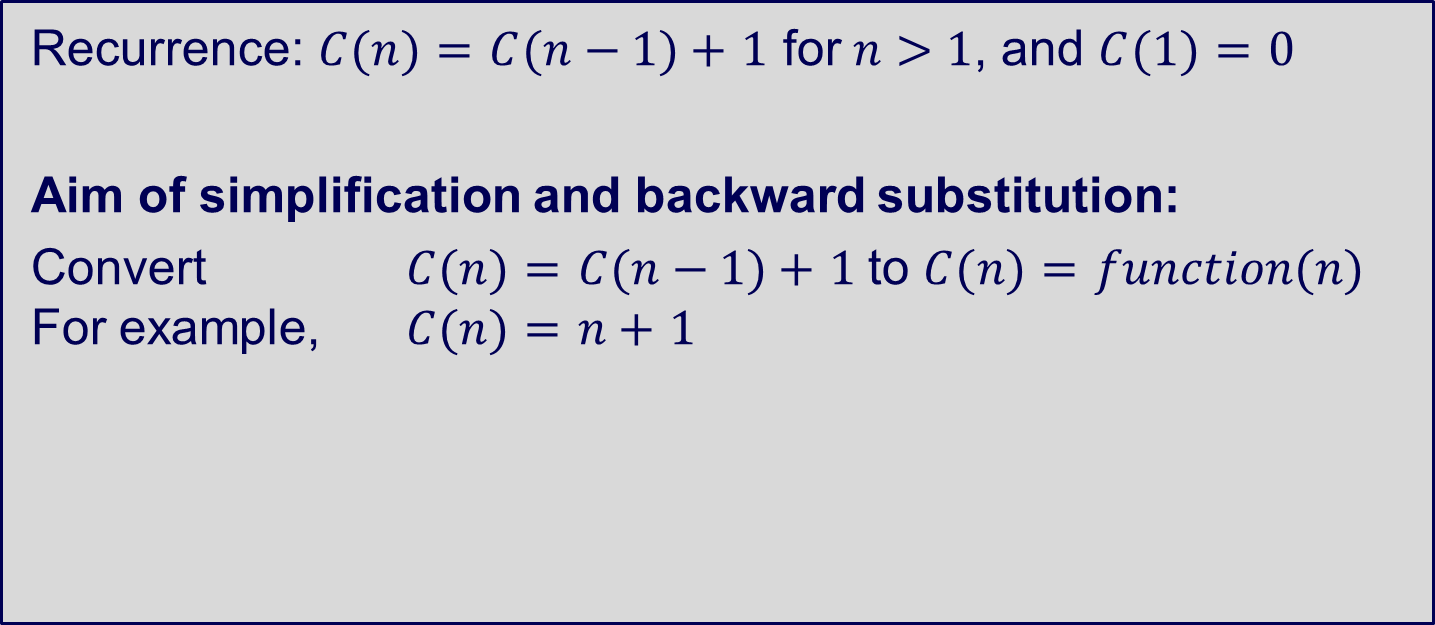 Recurrence: C(n) = C(n − 1) + 1 for n > 1, and C(1) = 0
Aim of simplification and backward substitution:
Convert C(n) = C(n − 1) + 1 to C(n) = function(n)
For example, C(n) = n + 1